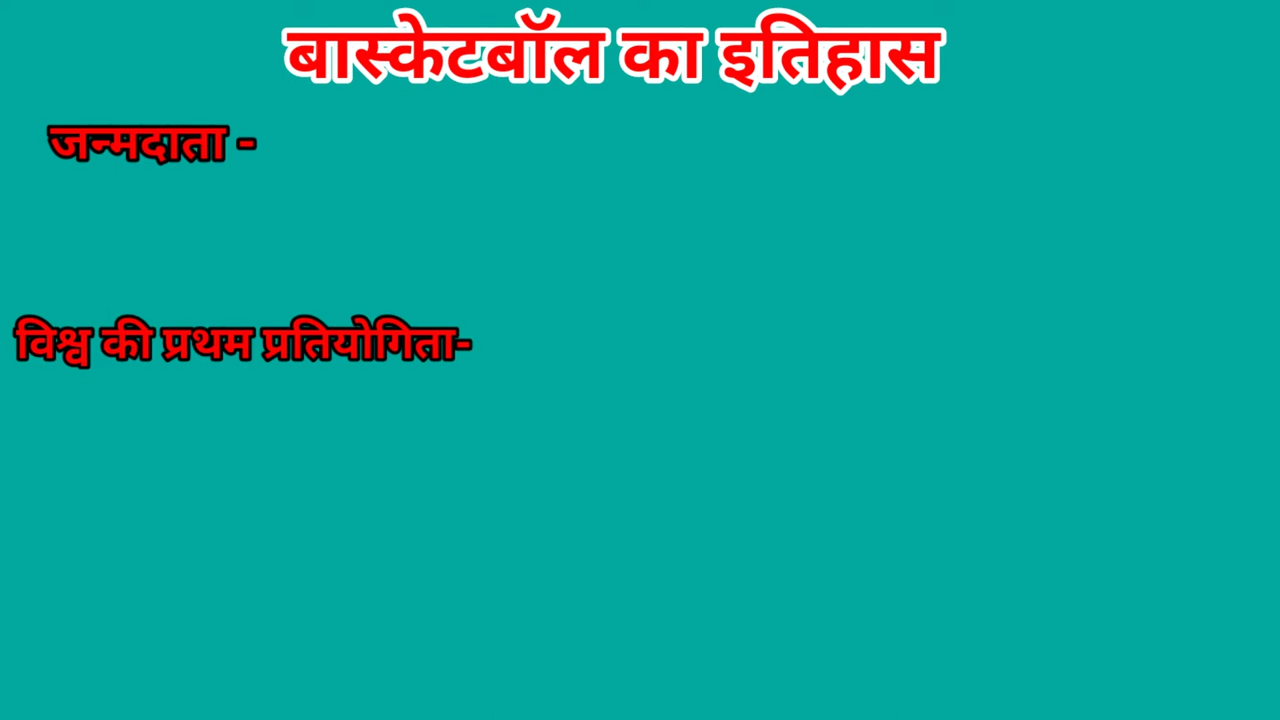 बास्केटबॉल का इतिहास
जन्मदाता -
विश्व की प्रथम प्रतियोगिता-